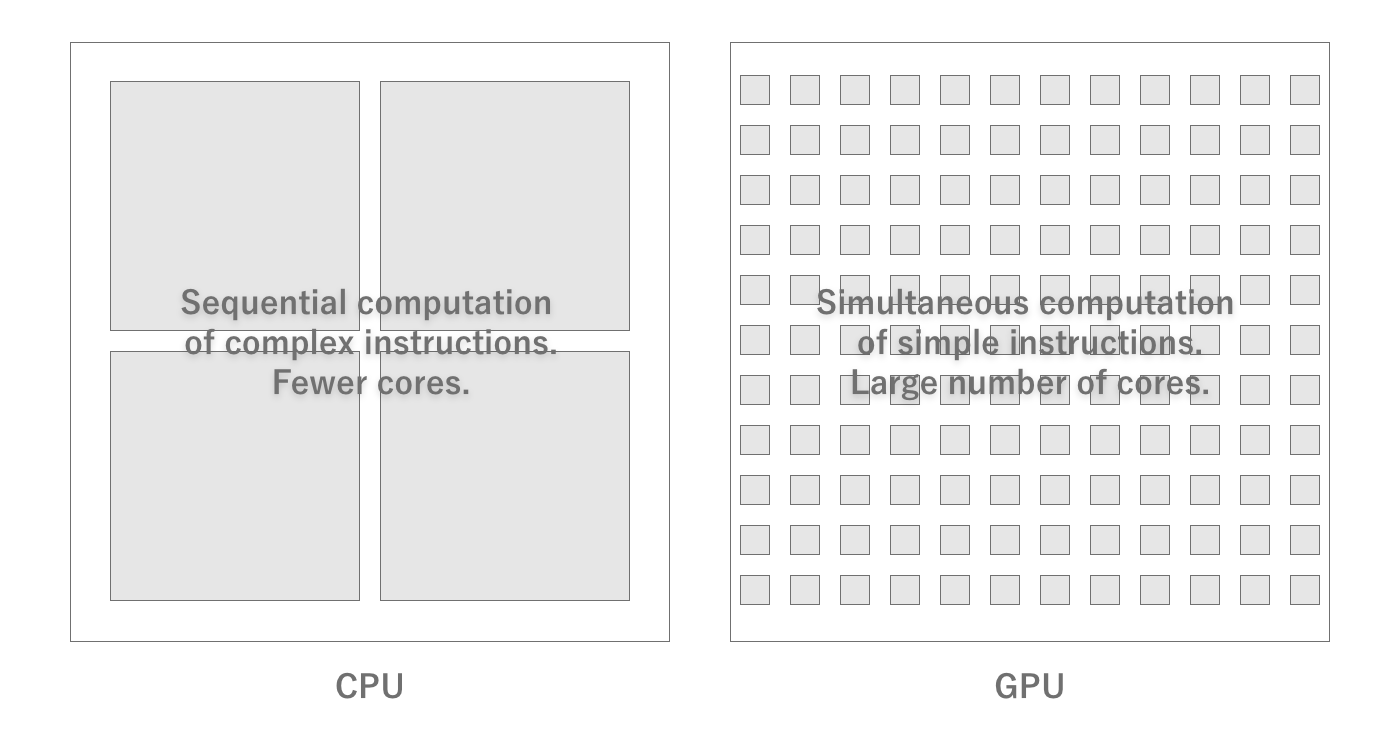 Sequential computation
of complex instructions.
Fewer cores.
Simultaneous computation
of simple instructions.
Large number of cores.
CPU
GPU